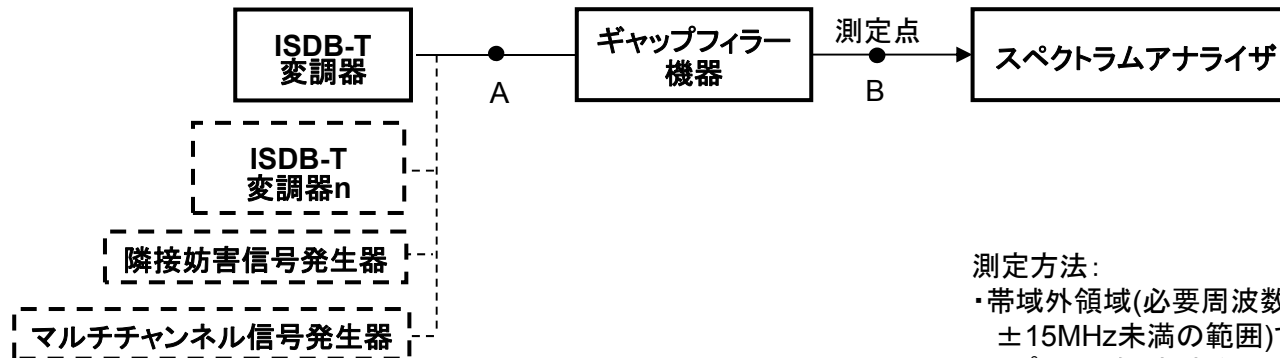 ISDB-T
変調器
A
ギャップフィラー
機器
測定点
B
スペクトラムアナライザ
ISDB-T
変調器n
隣接妨害信号発生器
マルチチャンネル信号発生器
測定方法:
・帯域外領域(必要周波数
±15MHz未満の範囲)